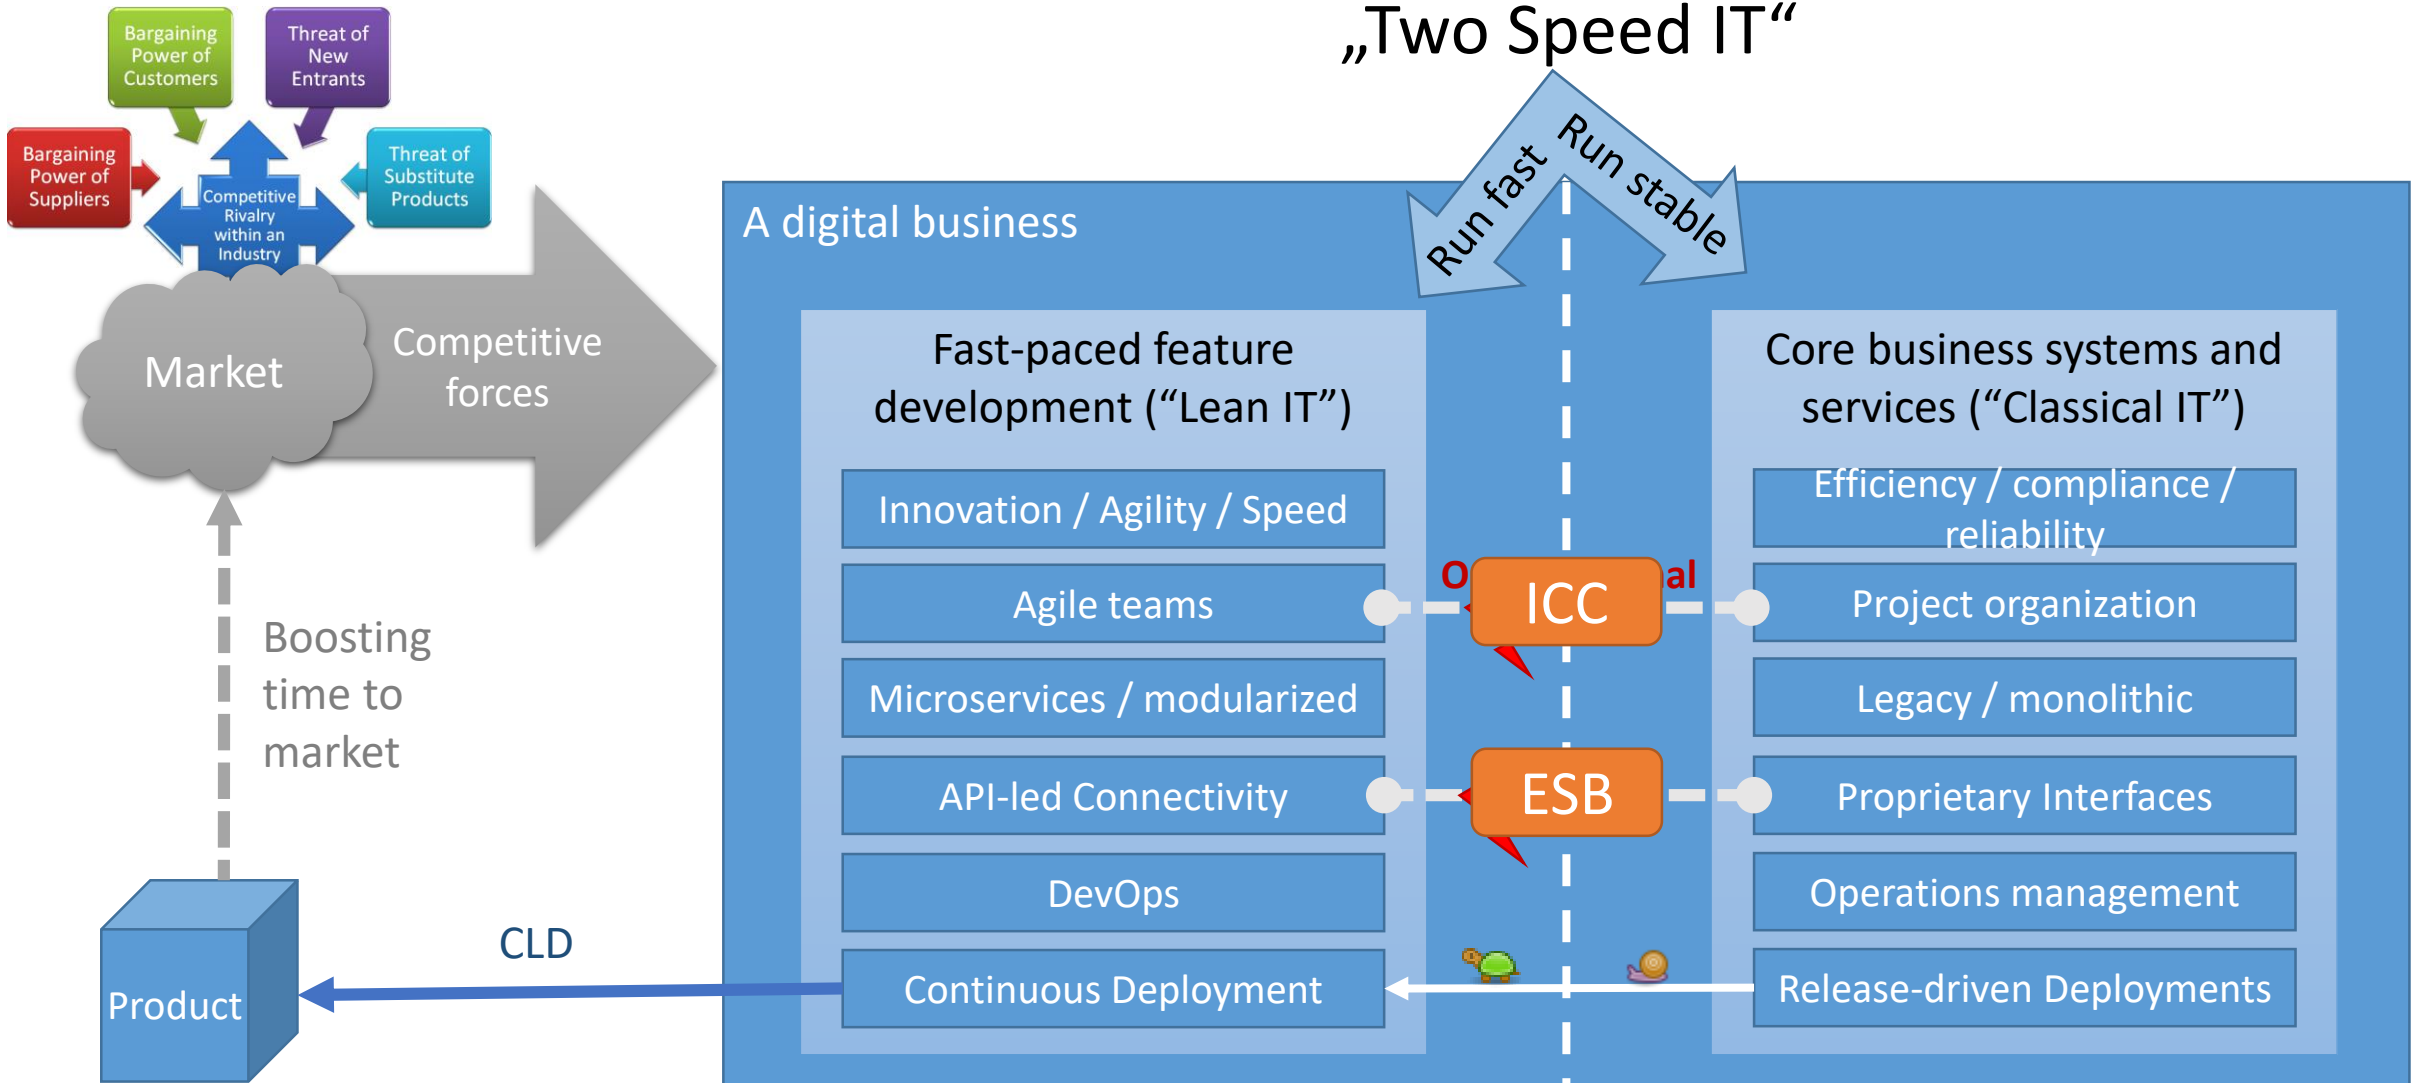 „Two Speed IT“
Bargaining
Power of
Customers
Threat of
New
Entrants
Bargaining
Power of
Suppliers
Threat of
Substitute
Products
Competitive
Rivalry
within an
Industry
Market
Competitive
forces
Boosting
time to
market
Product
CLD
A digital business
Run fast
Run stable
Fast-paced feature
development (“Lean IT”)
Innovation / Agility / Speed
Agile teams
Microservices / modularized
API-led Connectivity
DevOps
Continuous Deployment
ICC
ESB
Core business systems and
services (“Classical IT”)
Efficiency / compliance /
reliability
Project organization
Legacy / monolithic
Proprietary Interfaces
Operations management
Release-driven Deployments